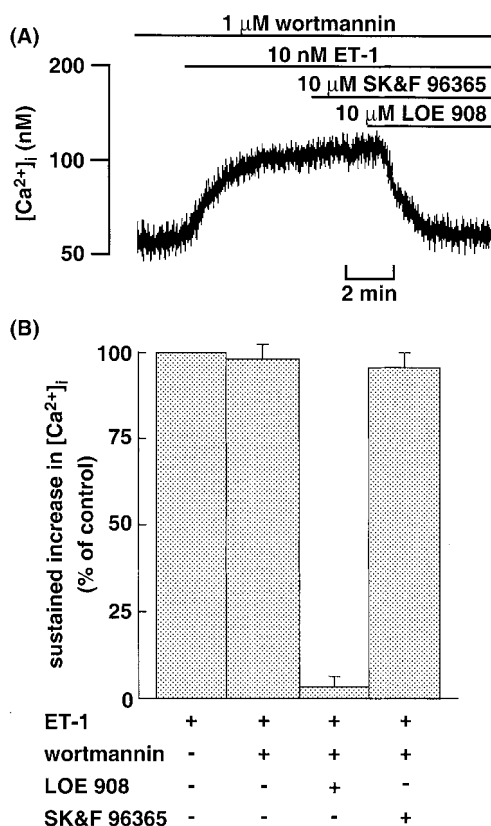 (A)
1 μM wortmannin
10 nM ET-1
10 μM SK&F 96365
10 μM LOE 908
[Ca²⁺]ᵢ (nM)
200
100
50
2 min
(B)
sustained increase in [Ca²⁺]ᵢ
(% of control)
100
75
50
25
0
ET-1 + + + +
wortmannin - + + +
LOE 908 - - + -
SK&F 96365 - - - +